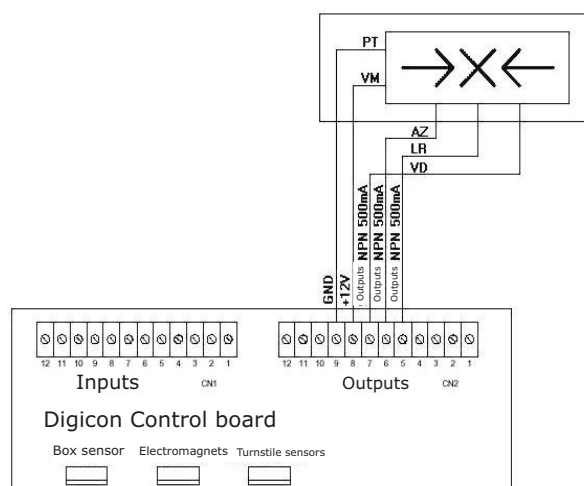 PT
VM
AZ
LR
VD
GND
+12V
Outputs NPN 500mA
Outputs NPN 500mA
Outputs NPN 500mA
12 11 10 9 8 7 6 5 4 3 2 1
12 11 10 9 8 7 6 5 4 3 2 1
Inputs CN1
Outputs CN2
Digicon Control board
Box sensor Electromagnets Turnstile sensors